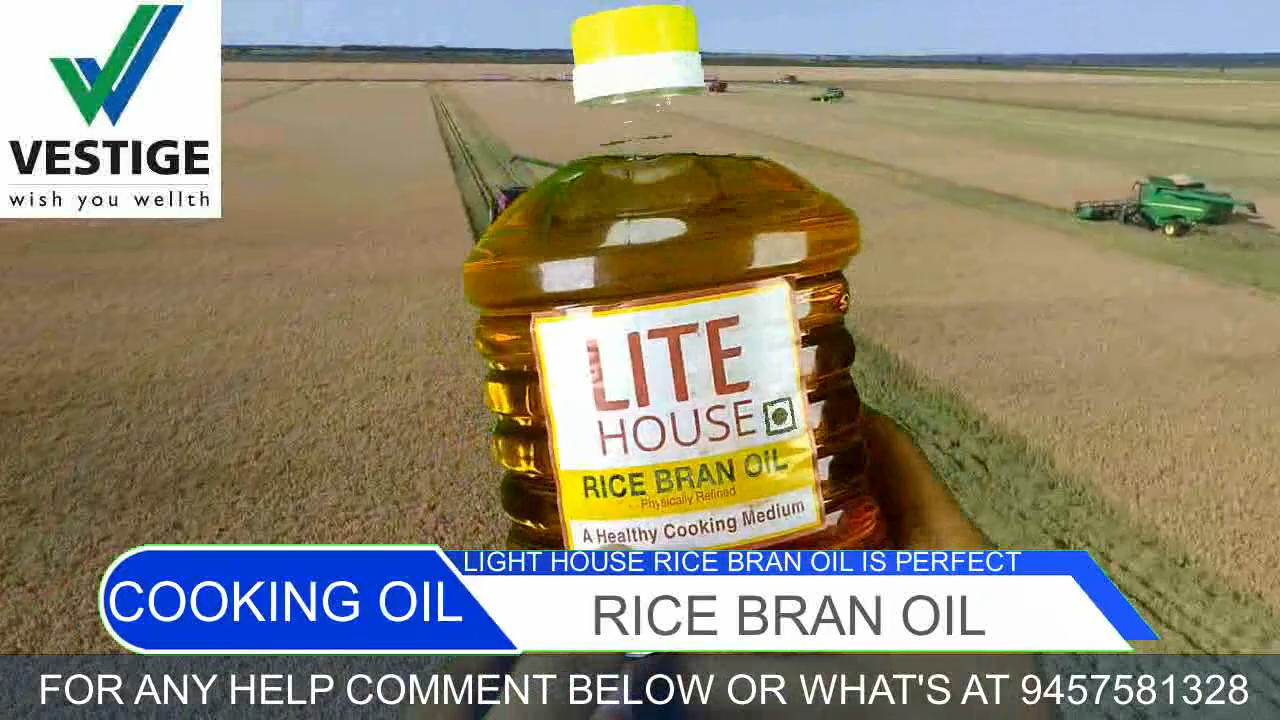 VESTIGE
wish you wellth
LITE
HOUSE
RICE BRAN OIL
Physically Refined
A Healthy Cooking Medium
LIGHT HOUSE RICE BRAN OIL IS PERFECT
COOKING OIL
RICE BRAN OIL
FOR ANY HELP COMMENT BELOW OR WHAT'S AT 9457581328